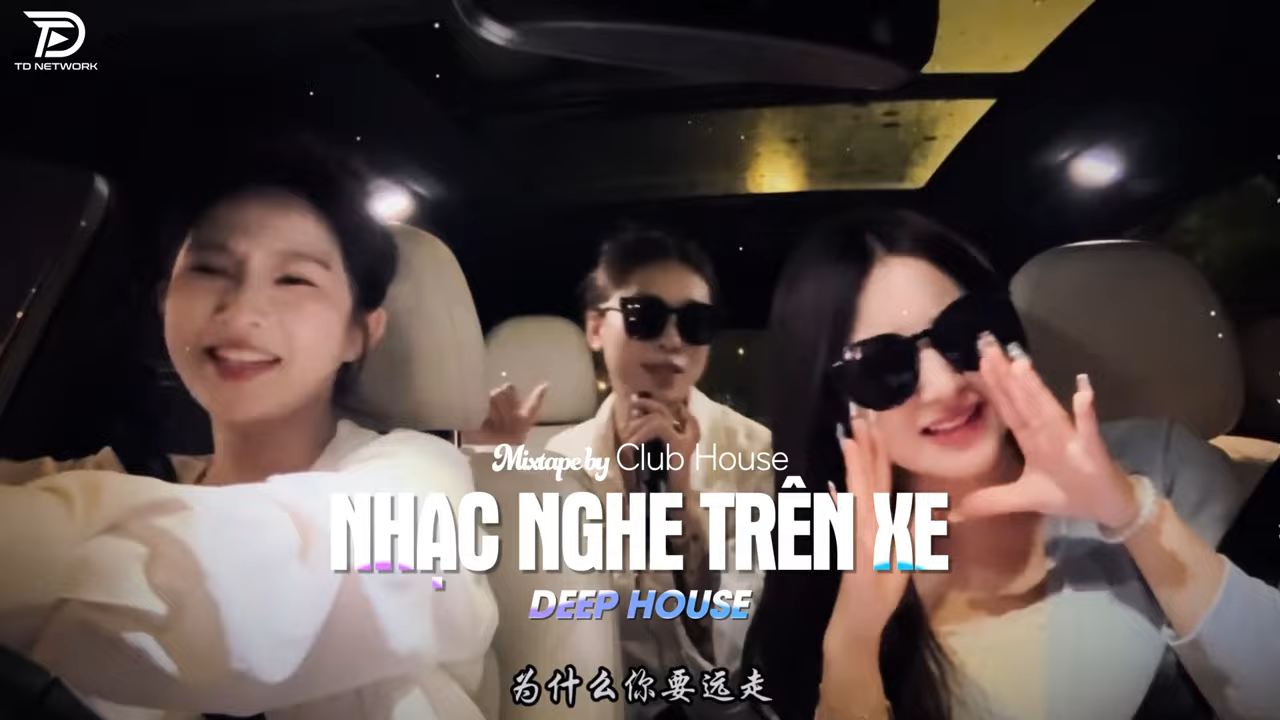 TD NETWORK
Mixtape by Club House
NHẠC NGHE TRÊN XE
DEEP HOUSE
为什么你要远走